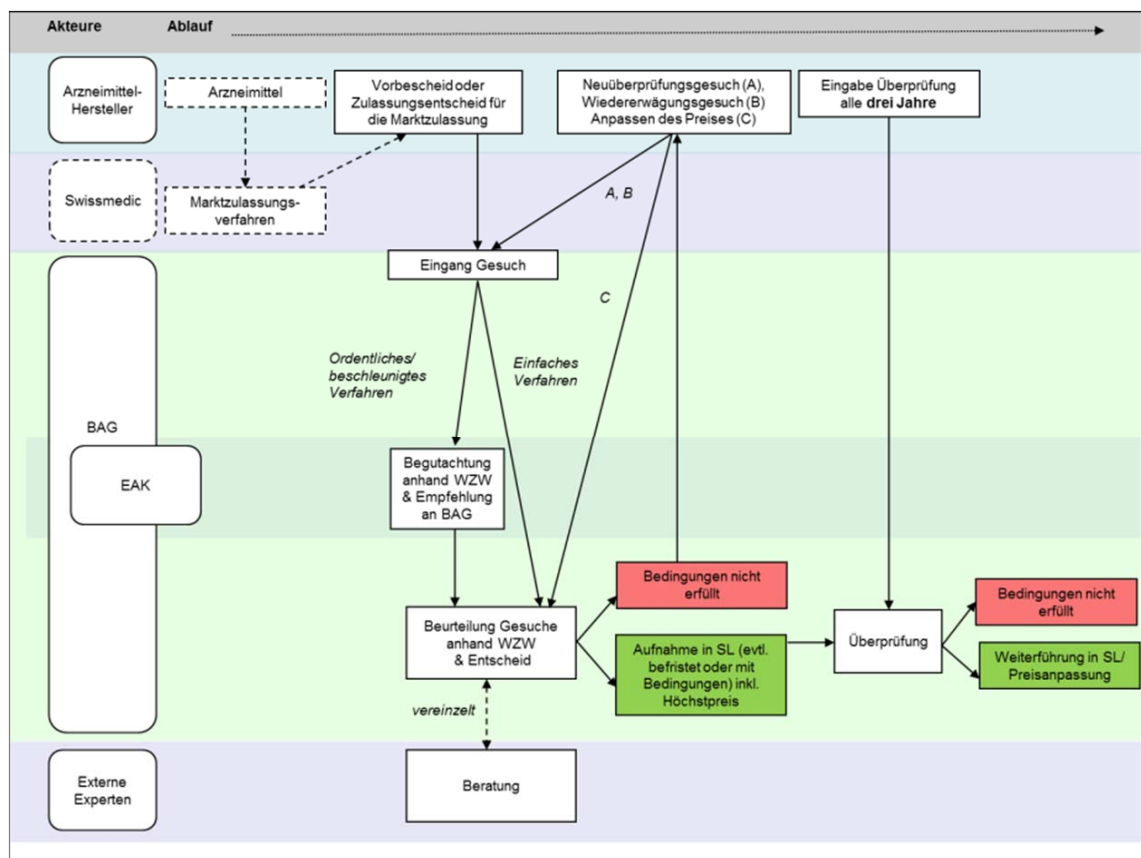 Akteure
Ablauf
Arzneimittel-
Hersteller
Arzneimittel
Vorbescheid oder
Zulassungsentscheid für
die Marktzulassung
Neuüberprüfungsgesuch (A),
Wiedererwägungsgesuch (B)
Anpassen des Preises (C)
Eingabe Überprüfung
alle drei Jahre
Swissmedic
Marktzulassungs-
verfahren
A, B
Eingang Gesuch
C
Ordentliches/
beschleunigtes
Verfahren
Einfaches
Verfahren
BAG
EAK
Begutachtung
anhand WZW
& Empfehlung
an BAG
Bedingungen nicht
erfüllt
Beurteilung Gesuche
anhand WZW
& Entscheid
Aufnahme in SL (evtl.
befristet oder mit
Bedingungen) inkl.
Höchstpreis
Überprüfung
Bedingungen nicht
erfüllt
Weiterführung in SL/
Preisanpassung
vereinzelt
Externe
Experten
Beratung